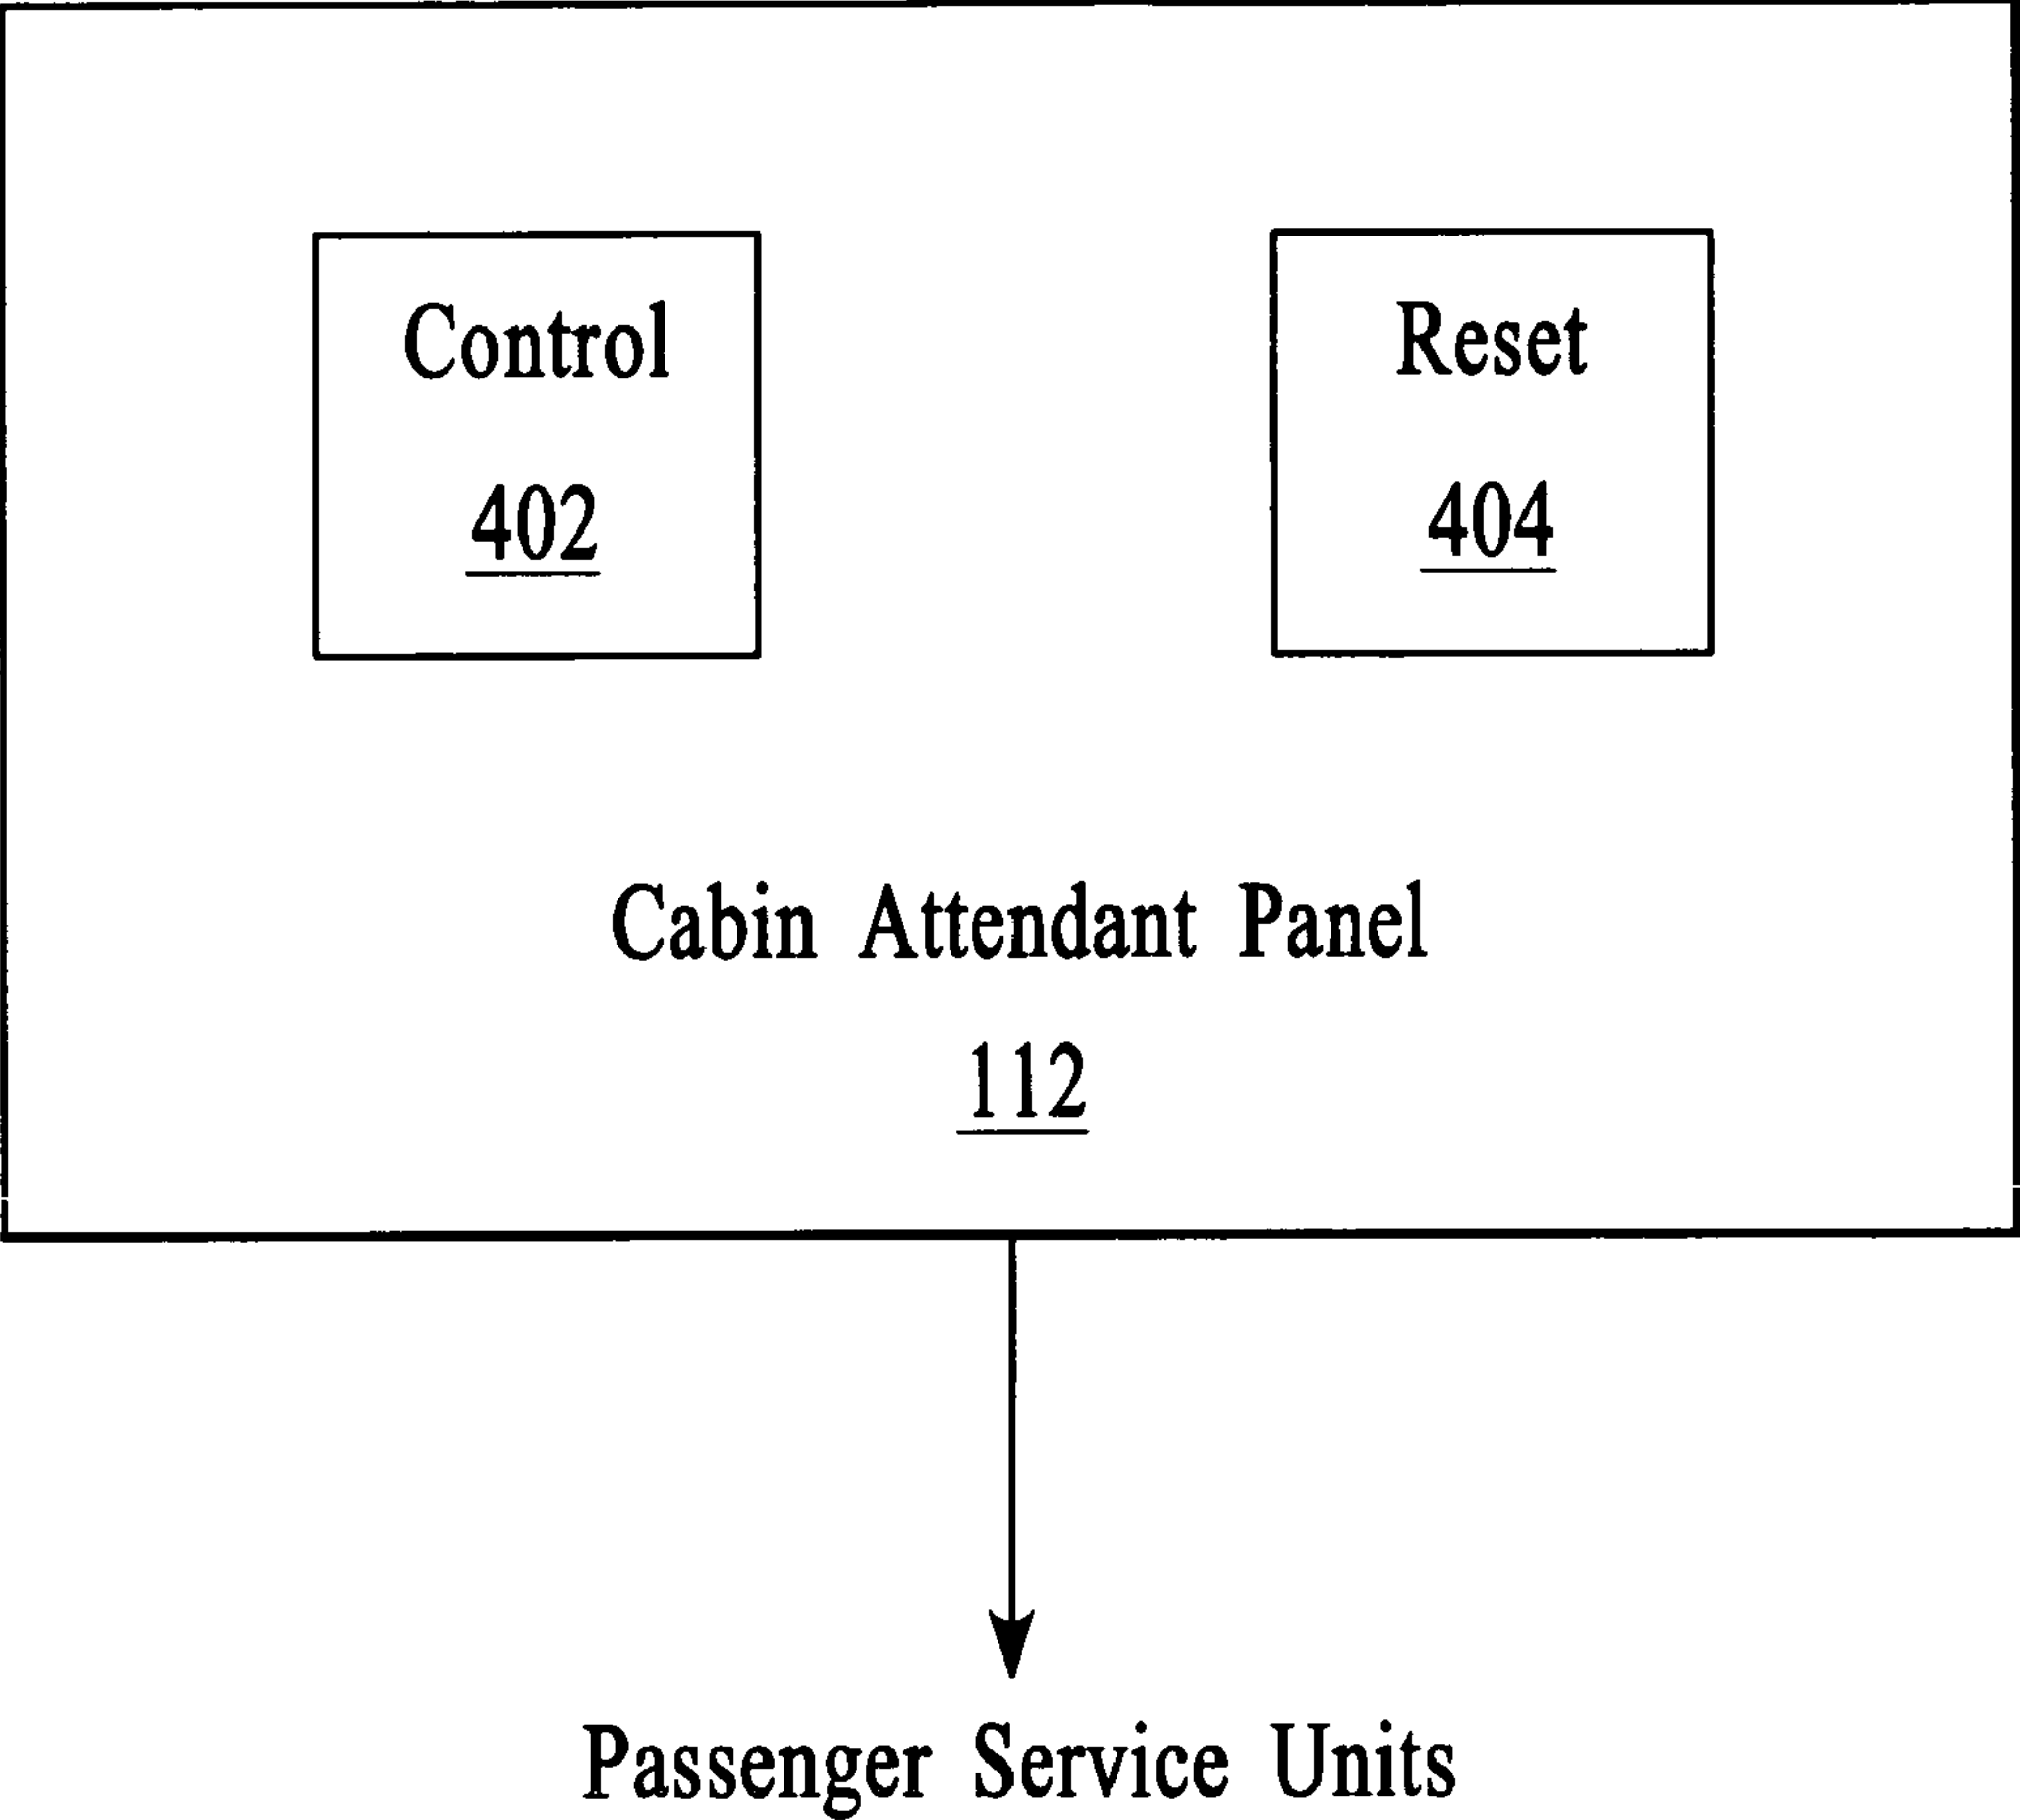 Control
402
Reset
404
Cabin Attendant Panel
112
Passenger Service Units